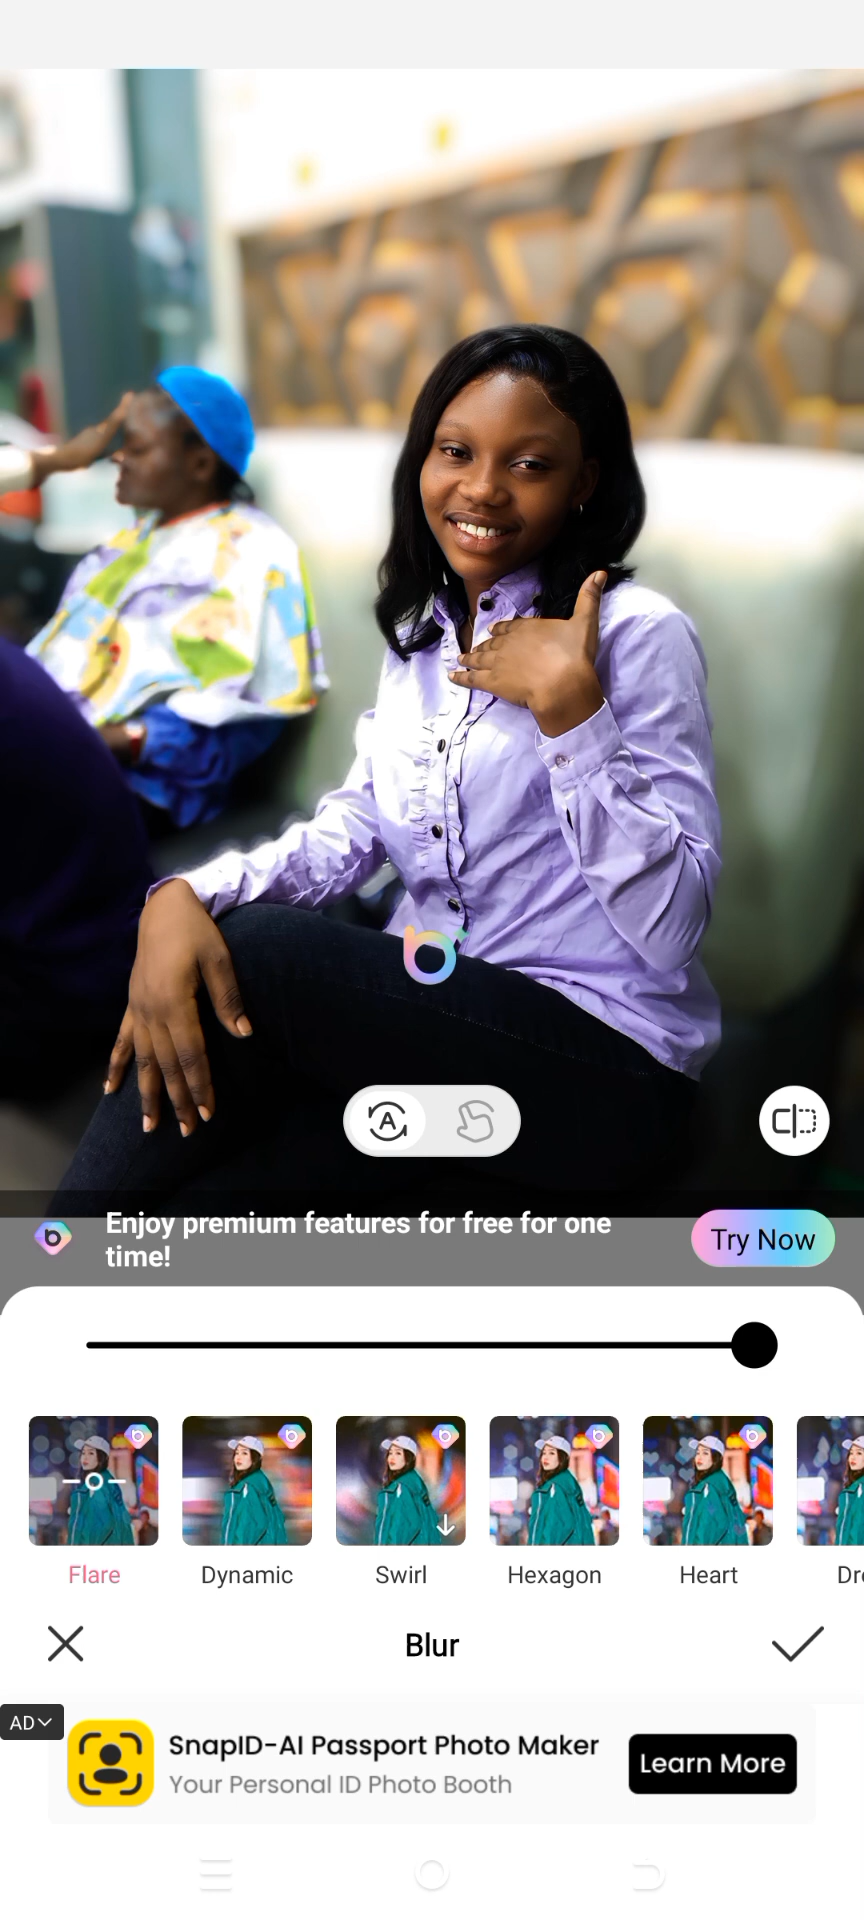 A
Enjoy premium features for free for one
time!
Try Now
Flare
Dynamic
Swirl
Hexagon
Heart
Blur
AD
SnapID-AI Passport Photo Maker
Your Personal ID Photo Booth
Learn More